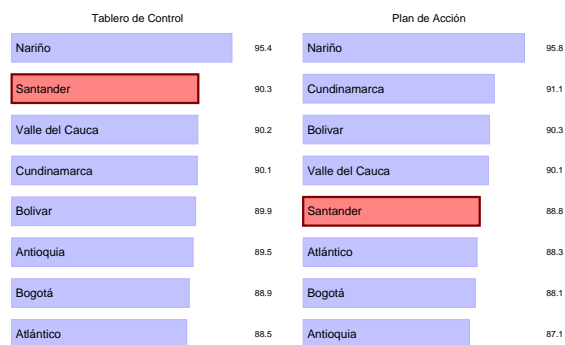 Tablero de Control
Nariño 95.4
Santander 90.3
Valle del Cauca 90.2
Cundinamarca 90.1
Bolivar 89.9
Antioquia 89.5
Bogotá 88.9
Atlántico 88.5
Plan de Acción
Nariño 95.8
Cundinamarca 91.1
Bolivar 90.3
Valle del Cauca 90.1
Santander 88.8
Atlántico 88.3
Bogotá 88.1
Antioquia 87.1